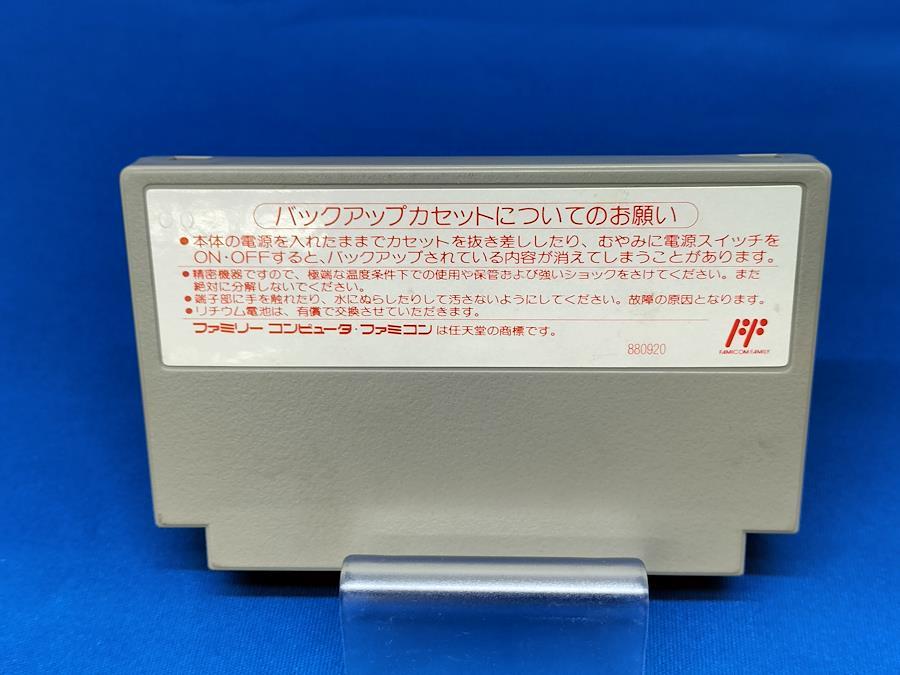 バックアップカセットについてのお願い
●本体の電源を入れたままでカセットを抜き差ししたり、むやみに電源スイッチを
ON・OFFすると、バックアップされている内容が消えてしまうことがあります。
●精密機器ですので、極端な温度条件下での使用や保管および強いショックをさけてください。また
絶対に分解しないでください。
●端子部に手を触れたり、水にぬらしたりして汚さないようにしてください。故障の原因となります。
●リチウム電池は、有償で交換させていただきます。
ファミリー コンピュータ・ファミコンは任天堂の商標です。
880920
FAMICOM FAMILY